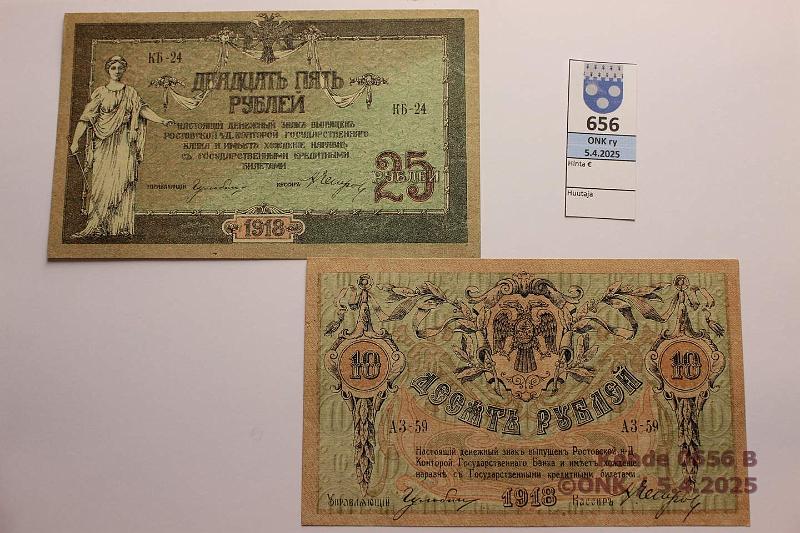 КБ-24
ДВАДЦАТЬ ПЯТЬ
РУБЛЕЙ
КБ-24
НАСТОЯЩІЙ ДЕНЕЖНЫЙ ЗНАКЪ ВЫПУЩЕНЪ
РОСТОВСКОЙ Н/Д. КОНТОРОЙ ГОСУДАРСТВЕННАГО
БАНКА И ИМѢЕТЪ ХОЖДЕНІЕ НАРАВНѢ
СЪ ГОСУДАРСТВЕННЫМИ КРЕДИТНЫМИ
БИЛЕТАМИ.
УПРАВЛЯЮЩІЙ
КАССИРЪ
25
РУБЛЕЙ
1918
656
ONK ry
5.4.2025
Hinta €
Huutaja
10
10
ДЕСЯТЬ РУБЛЕЙ
АЗ-59
АЗ-59
Настоящій денежный знакъ выпущенъ Ростовской н-Д.
Конторой Государственнаго Банка и имѣетъ хожденіе
наравнѣ съ Государственными кредитными билетами.
Управляющій
1918
Кассиръ
Kohde 0656 B
©ONK 5.4.2025